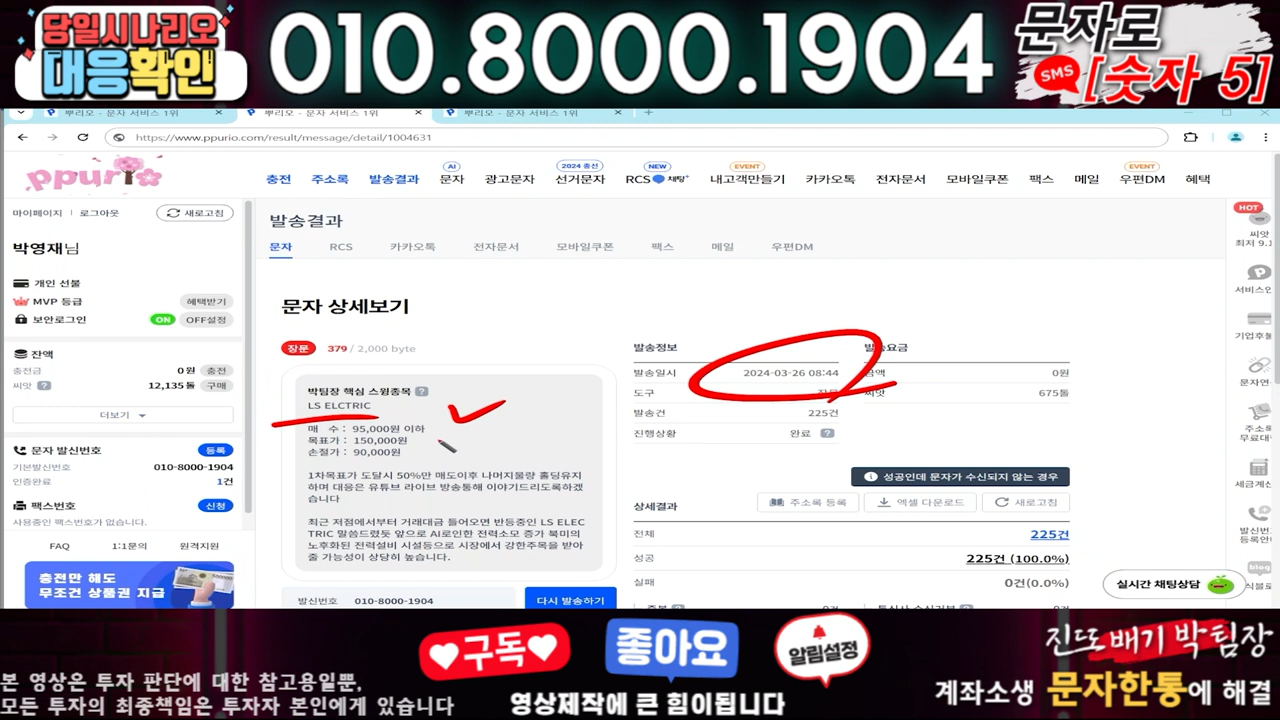 당일시나리오
대응확인
010.8000.1904
문자로
SMS
[숫자 5]
뿌리오 - 문자 서비스 1위
뿌리오 - 문자 서비스 1위
뿌리오 - 문자 서비스 1위
https://www.ppurio.com/result/message/detail/1004631
ppurio
충전
주소록
발송결과
AI
문자
광고문자
2024 총선
선거문자
NEW
RCS
채팅+
EVENT
내고객만들기
카카오톡
전자문서
모바일쿠폰
팩스
메일
EVENT
우편DM
혜택
마이페이지 | 로그아웃
새로고침
박영재님
개인 선불
MVP 등급
혜택받기
보안로그인
ON
OFF설정
잔액
충전금
0원
충전
씨앗 ?
12,135톨
구매
더보기
문자 발신번호
등록
기본발신번호
010-8000-1904
인증완료
1건
팩스번호
신청
사용중인 팩스번호가 없습니다.
FAQ
1:1문의
원격지원
충전만 해도
무조건 상품권 지급
발송결과
문자
RCS
카카오톡
전자문서
모바일쿠폰
팩스
메일
우편DM
문자 상세보기
장문
379 / 2,000 byte
박팀장 핵심 스윙종목 ?
LS ELCTRIC
매 수 : 95,000원 이하
목표가 : 150,000원
손절가 : 90,000원
1차목표가 도달시 50%만 매도이후 나머지물량 홀딩유지
하며 대응은 유튜브 라이브 방송통해 이야기드리도록하겠
습니다
최근 저점에서부터 거래대금 들어오면 반등중인 LS ELEC
TRIC 말씀드렸듯 앞으로 AI로인한 전력소모 증가 북미의
노후화된 전력설비 시설등으로 시장에서 강한주목을 받아
줄 가능성이 상당히 높습니다.
발신번호
010-8000-1904
다시 발송하기
발송정보
발송일시
2024-03-26 08:44
도구
장문
발송건
225건
진행상황
완료 ?
발송요금
금액
0원
씨앗
675톨
성공인데 문자가 수신되지 않는 경우
상세결과
주소록 등록
엑셀 다운로드
새로고침
전체
225건
성공
225건 (100.0%)
실패
0건(0.0%)
HOT
씨앗
최저 9.1
서비스인
기업후불
문자연
주소록
무료대
세금계산
발신번호
등록안내
blog
식블로
실시간 채팅상담
본 영상은 투자 판단에 대한 참고용일뿐,
모든 투자의 최종책임은 투자자 본인에게 있습니다
구독
좋아요
알림설정
영상제작에 큰 힘이됩니다
진또배기 박팀장
계좌소생 문자한통에 해결